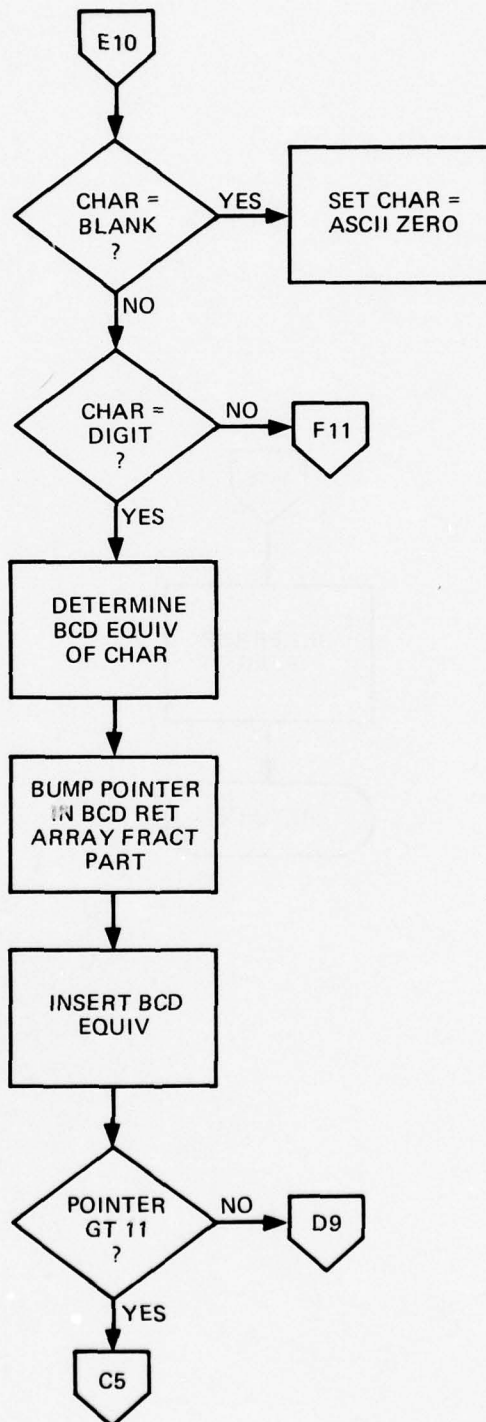 E10
CHAR =
BLANK
?
YES
SET CHAR =
ASCII ZERO
NO
CHAR =
DIGIT
?
NO
F11
YES
DETERMINE
BCD EQUIV
OF CHAR
BUMP POINTER
IN BCD RET
ARRAY FRACT
PART
INSERT BCD
EQUIV
POINTER
GT 11
?
NO
D9
YES
C5